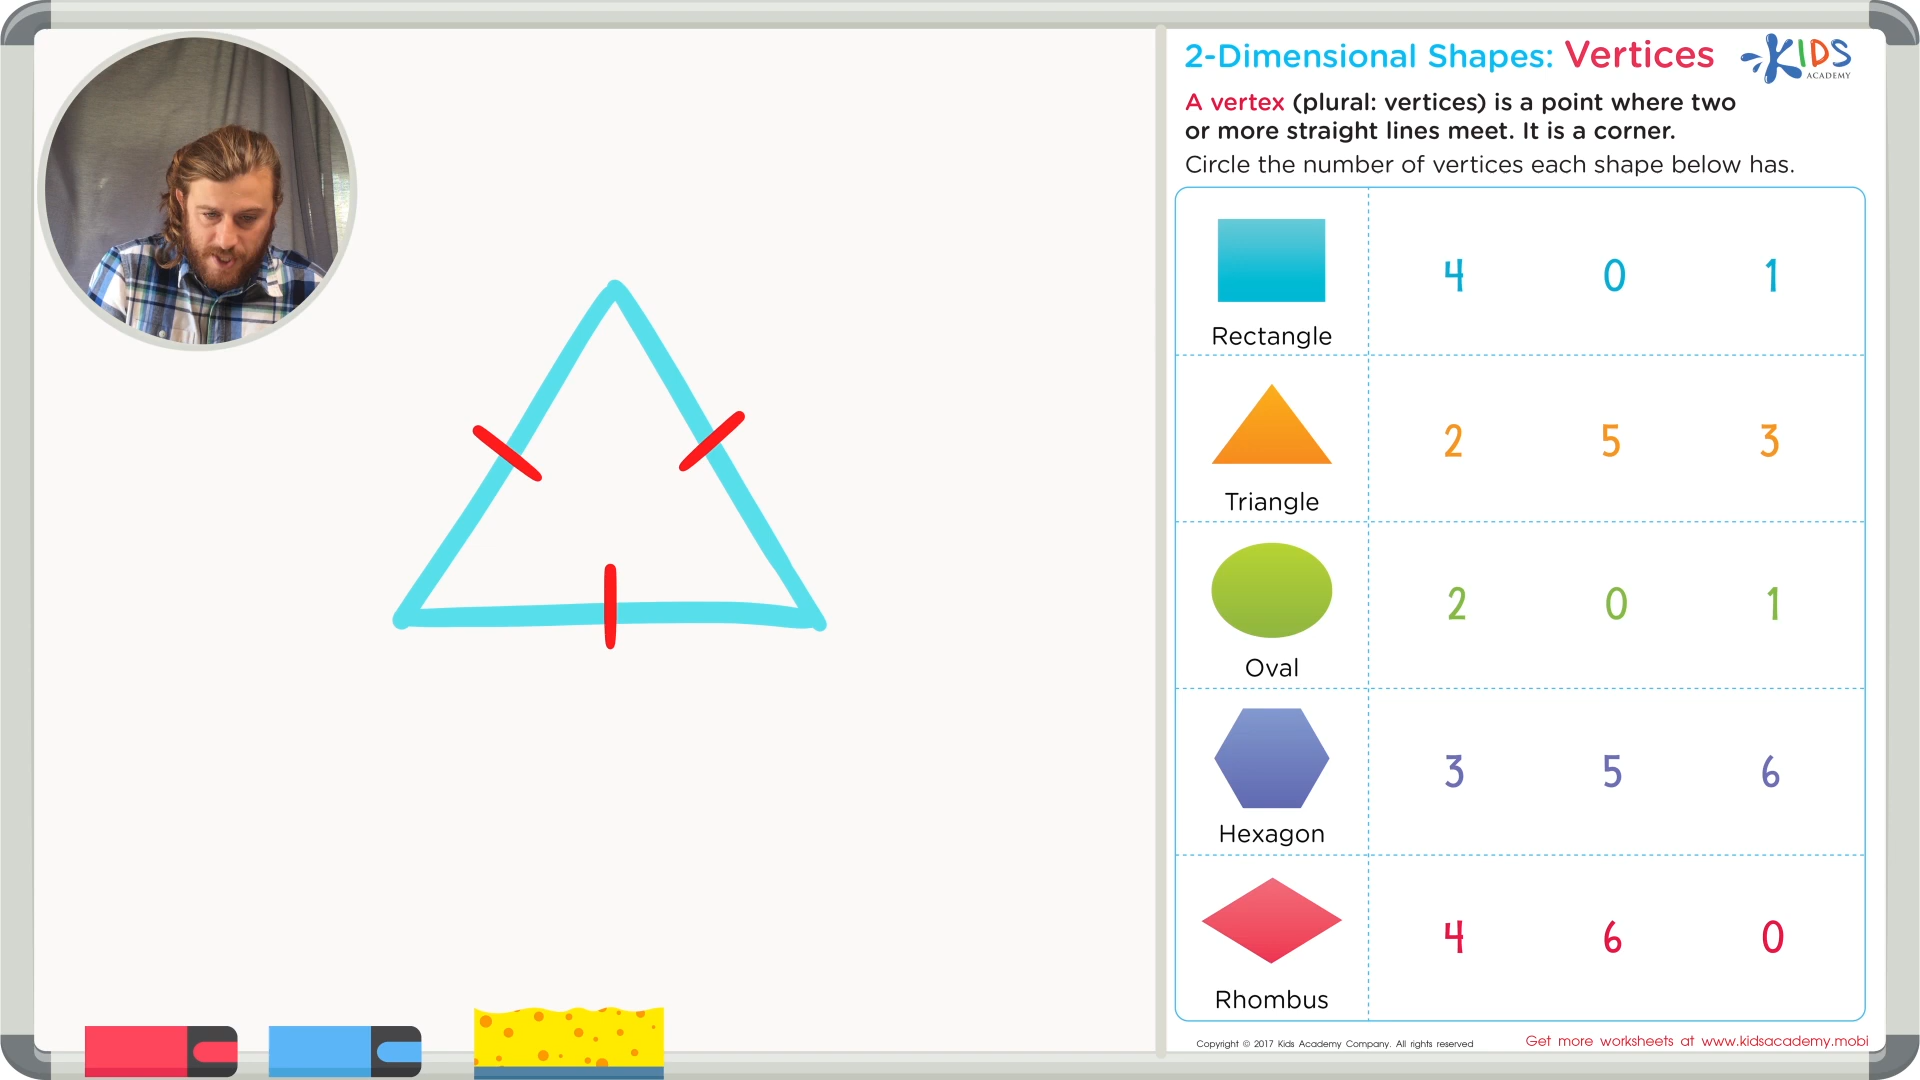 2-Dimensional Shapes: Vertices
KIDS ACADEMY
A vertex (plural: vertices) is a point where two
or more straight lines meet. It is a corner.
Circle the number of vertices each shape below has.
4 0 1
Rectangle
2 5 3
Triangle
2 0 1
Oval
3 5 6
Hexagon
4 6 0
Rhombus
Copyright © 2017 Kids Academy Company. All rights reserved
Get more worksheets at www.kidsacademy.mobi